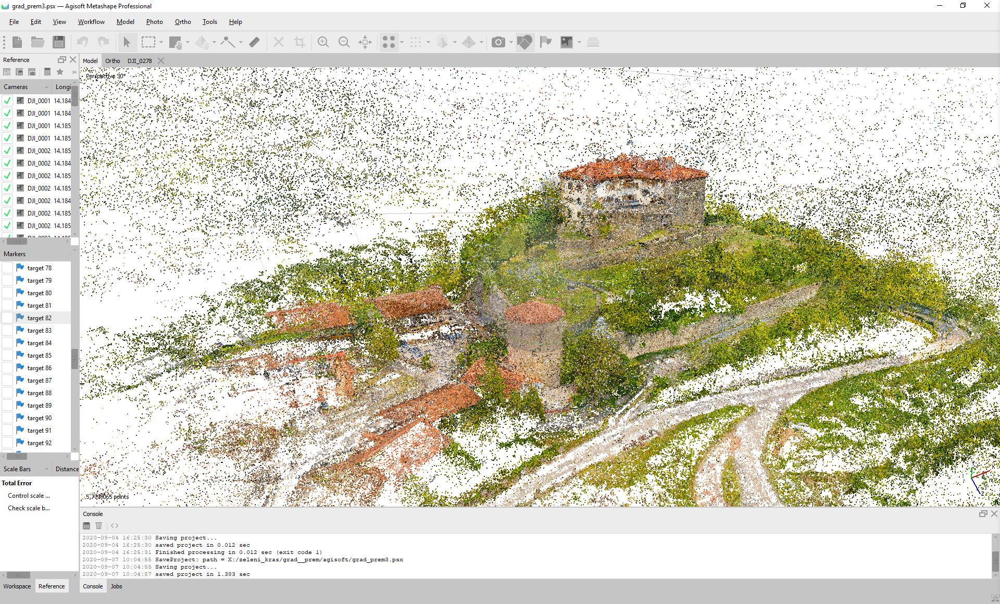 grad_prem3.psx — Agisoft Metashape Professional
File Edit View Workflow Model Photo Ortho Tools Help
Reference
Model Ortho DJI_0278
Perspective 30°
Cameras Longi
DJI_0001 14.184
DJI_0001 14.184
DJI_0001 14.185
DJI_0001 14.185
DJI_0002 14.185
DJI_0002 14.184
DJI_0002 14.185
DJI_0002 14.185
DJI_0002 14.184
DJI_0002 14.185
DJI_0002 14.185
Markers
target 78
target 79
target 80
target 81
target 82
target 83
target 84
target 85
target 86
target 87
target 88
target 89
target 90
target 91
target 92
Scale Bars Distance
Total Error
Control scale ...
Check scale b...
5,773,065 points
Console
2020-09-04 16:25:30 Saving project...
2020-09-04 16:25:30 saved project in 0.012 sec
2020-09-04 16:25:31 Finished processing in 0.012 sec (exit code 1)
2020-09-07 10:04:55 SaveProject: path = X:/zeleni_kras/grad__prem/agisoft/grad_prem3.psx
2020-09-07 10:04:55 Saving project...
2020-09-07 10:04:57 saved project in 1.383 sec
Workspace Reference Console Jobs